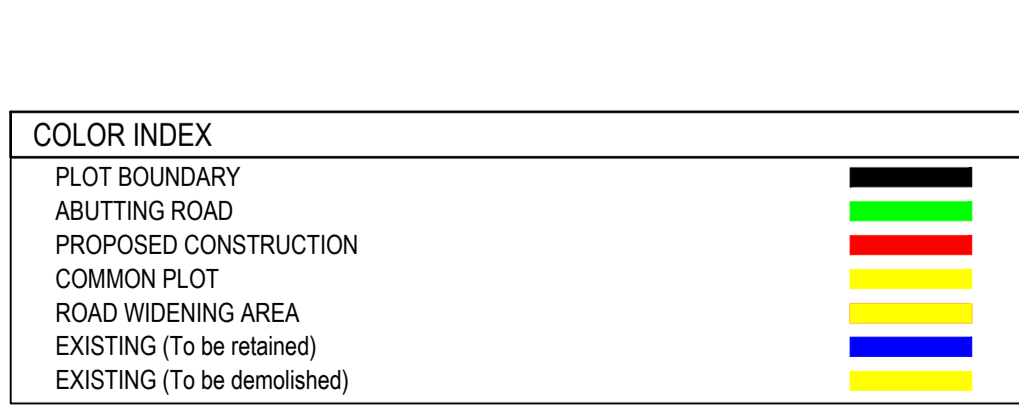 COLOR INDEX
PLOT BOUNDARY
ABUTTING ROAD
PROPOSED CONSTRUCTION
COMMON PLOT
ROAD WIDENING AREA
EXISTING (To be retained)
EXISTING (To be demolished)